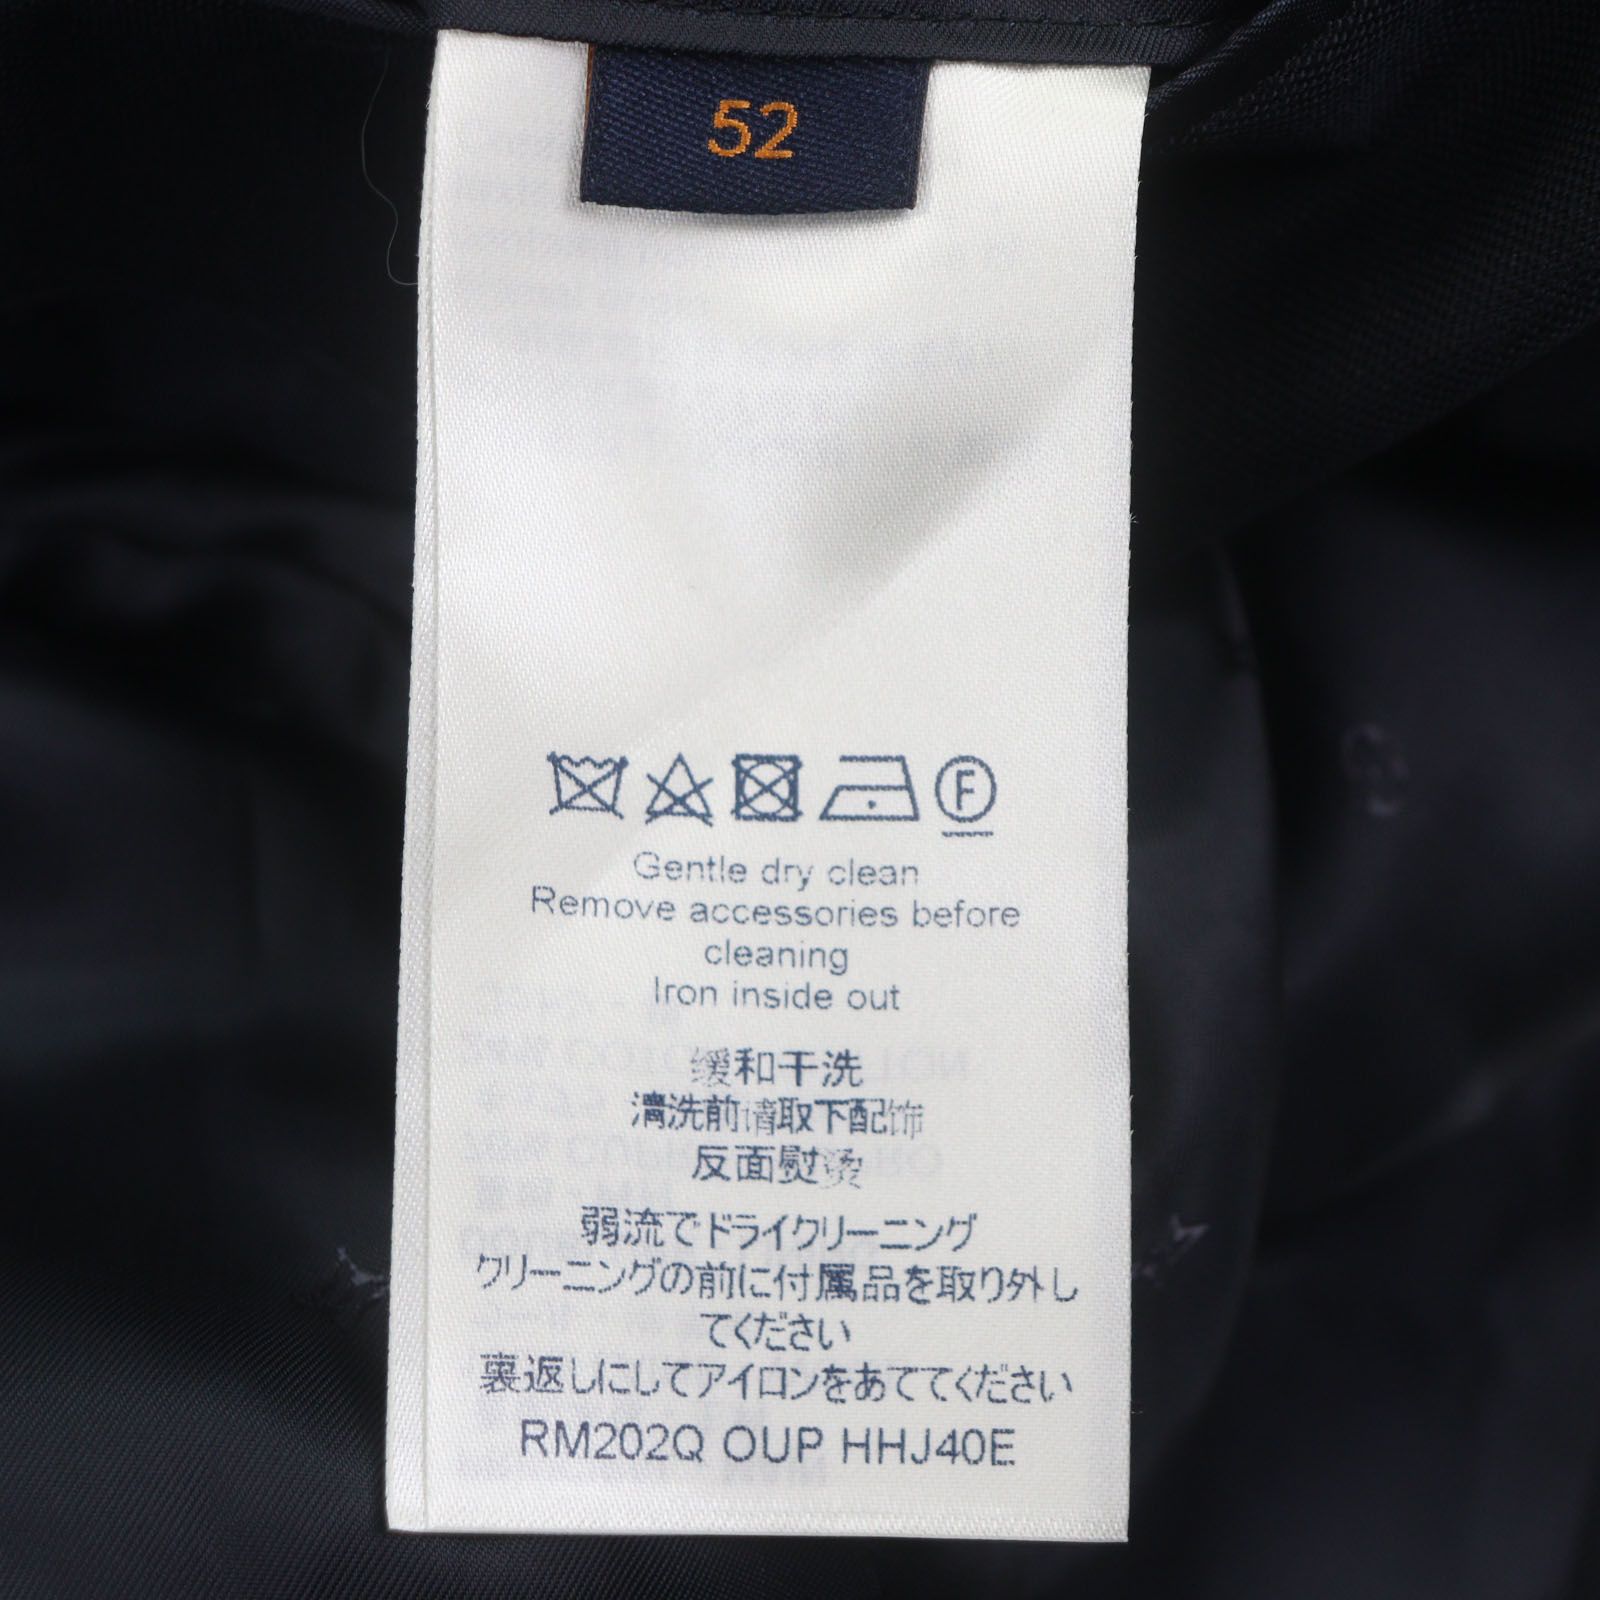 52
F
Gentle dry clean
Remove accessories before
cleaning
Iron inside out
缓和干洗
清洗前请取下配饰
反面熨烫
弱流でドライクリーニング
クリーニングの前に付属品を取り外し
てください
裏返しにしてアイロンをあててください
RM202Q OUP HHJ40E